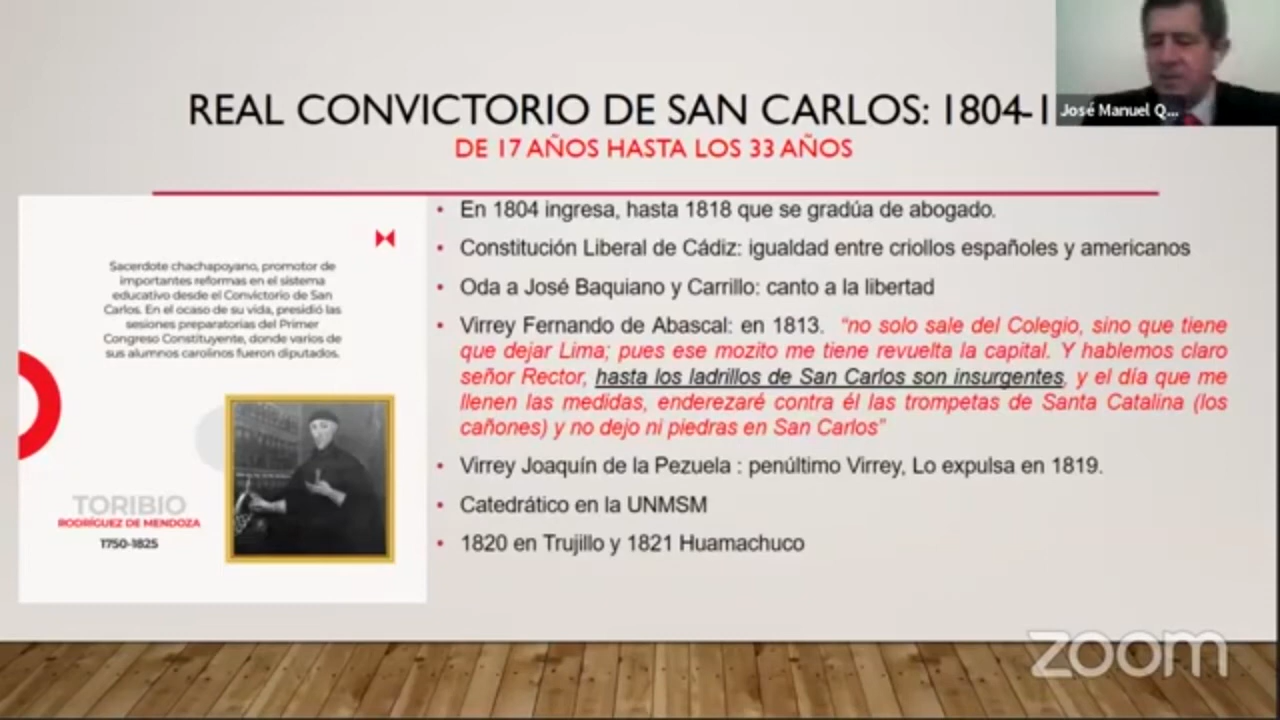 REAL CONVICTORIO DE SAN CARLOS: 1804-1
José Manuel Q...
DE 17 AÑOS HASTA LOS 33 AÑOS
Sacerdote chachapoyano, promotor de
importantes reformas en el sistema
educativo desde el Convictorio de San
Carlos. En el ocaso de su vida, presidió las
sesiones preparatorias del Primer
Congreso Constituyente, donde varios de
sus alumnos carolinos fueron diputados.
TORIBIO
RODRÍGUEZ DE MENDOZA
1750-1825
• En 1804 ingresa, hasta 1818 que se gradúa de abogado.
• Constitución Liberal de Cádiz: igualdad entre criollos españoles y americanos
• Oda a José Baquiano y Carrillo: canto a la libertad
• Virrey Fernando de Abascal: en 1813. “no solo sale del Colegio, sino que tiene
que dejar Lima; pues ese mozito me tiene revuelta la capital. Y hablemos claro
señor Rector, hasta los ladrillos de San Carlos son insurgentes, y el día que me
llenen las medidas, enderezaré contra él las trompetas de Santa Catalina (los
cañones) y no dejo ni piedras en San Carlos”
• Virrey Joaquín de la Pezuela : penúltimo Virrey, Lo expulsa en 1819.
• Catedrático en la UNMSM
• 1820 en Trujillo y 1821 Huamachuco
zoom